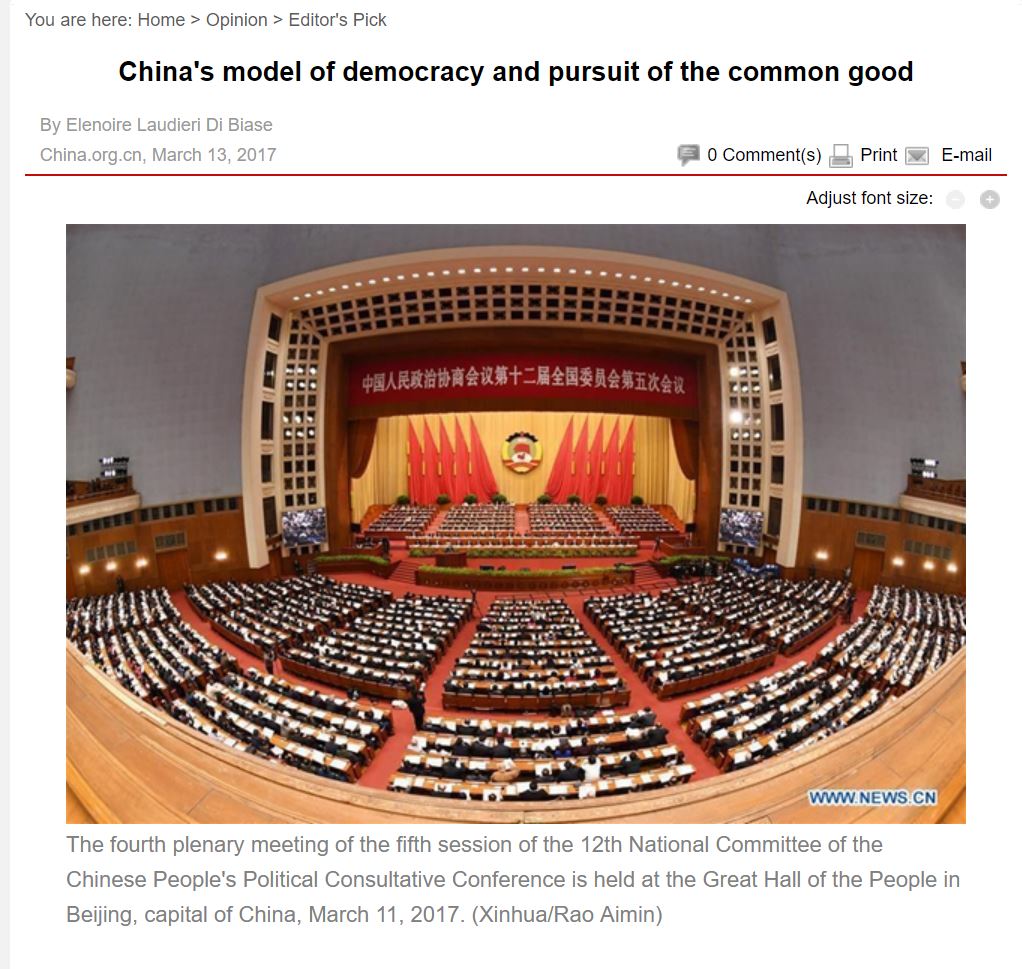 You are here: Home > Opinion > Editor's Pick
China's model of democracy and pursuit of the common good
By Elenoire Laudieri Di Biase
China.org.cn, March 13, 2017
0 Comment(s) Print E-mail
Adjust font size:
中国人民政治协商会议第十二届全国委员会第五次会议
WWW.NEWS.CN
The fourth plenary meeting of the fifth session of the 12th National Committee of the
Chinese People's Political Consultative Conference is held at the Great Hall of the People in
Beijing, capital of China, March 11, 2017. (Xinhua/Rao Aimin)